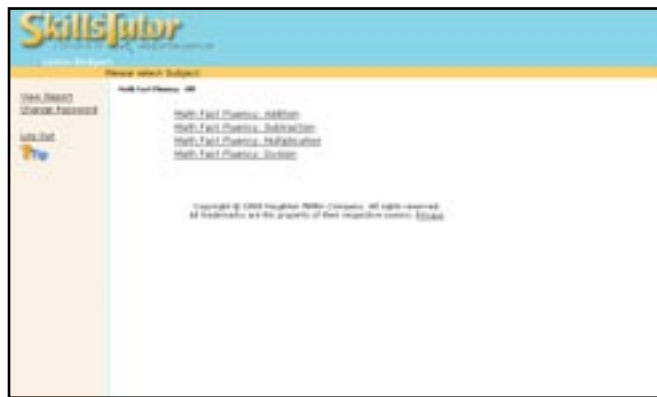 SkillsTutor
Please select Subject
View Report
Math Fact Fluency
Change Password
Math Fact Fluency: Addition
Math Fact Fluency: Subtraction
Math Fact Fluency: Multiplication
Math Fact Fluency: Division
Log Out
Tip
Copyright © Houghton Mifflin Company. All rights reserved.
All trademarks are the property of their respective owners. Privacy